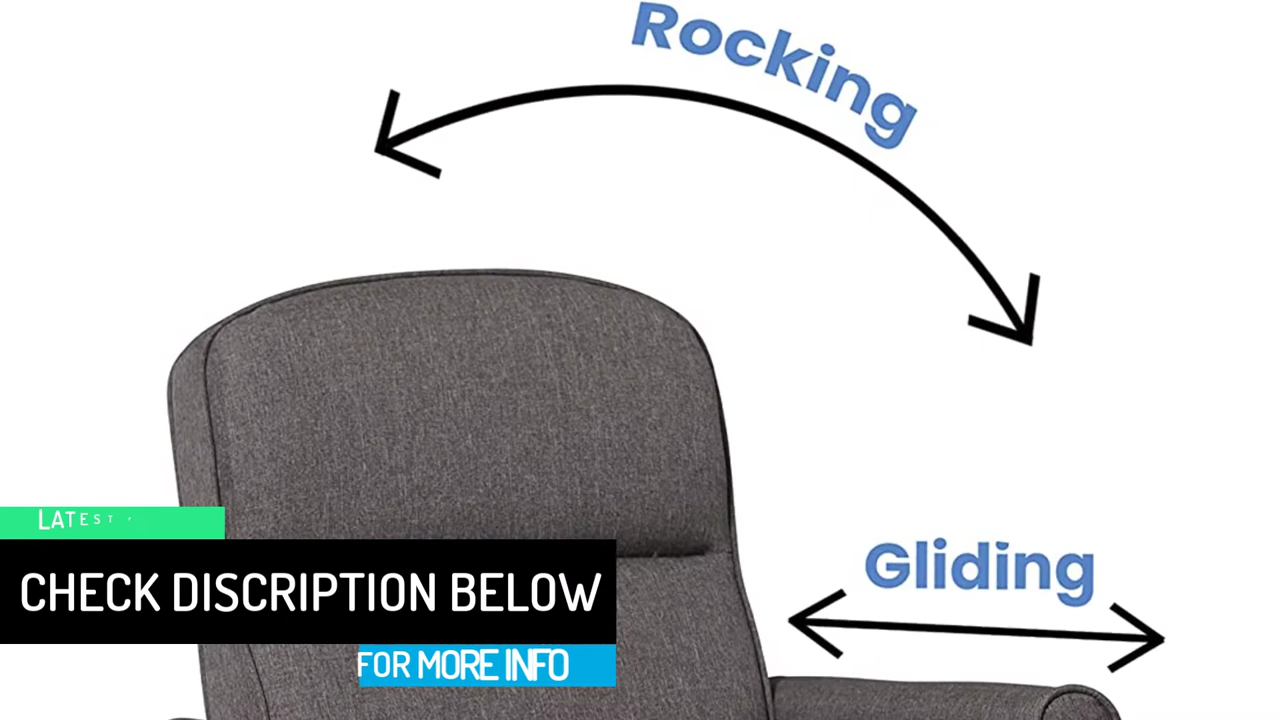 Rocking
Gliding
LATEST
CHECK DISCRIPTION BELOW
FOR MORE INFO